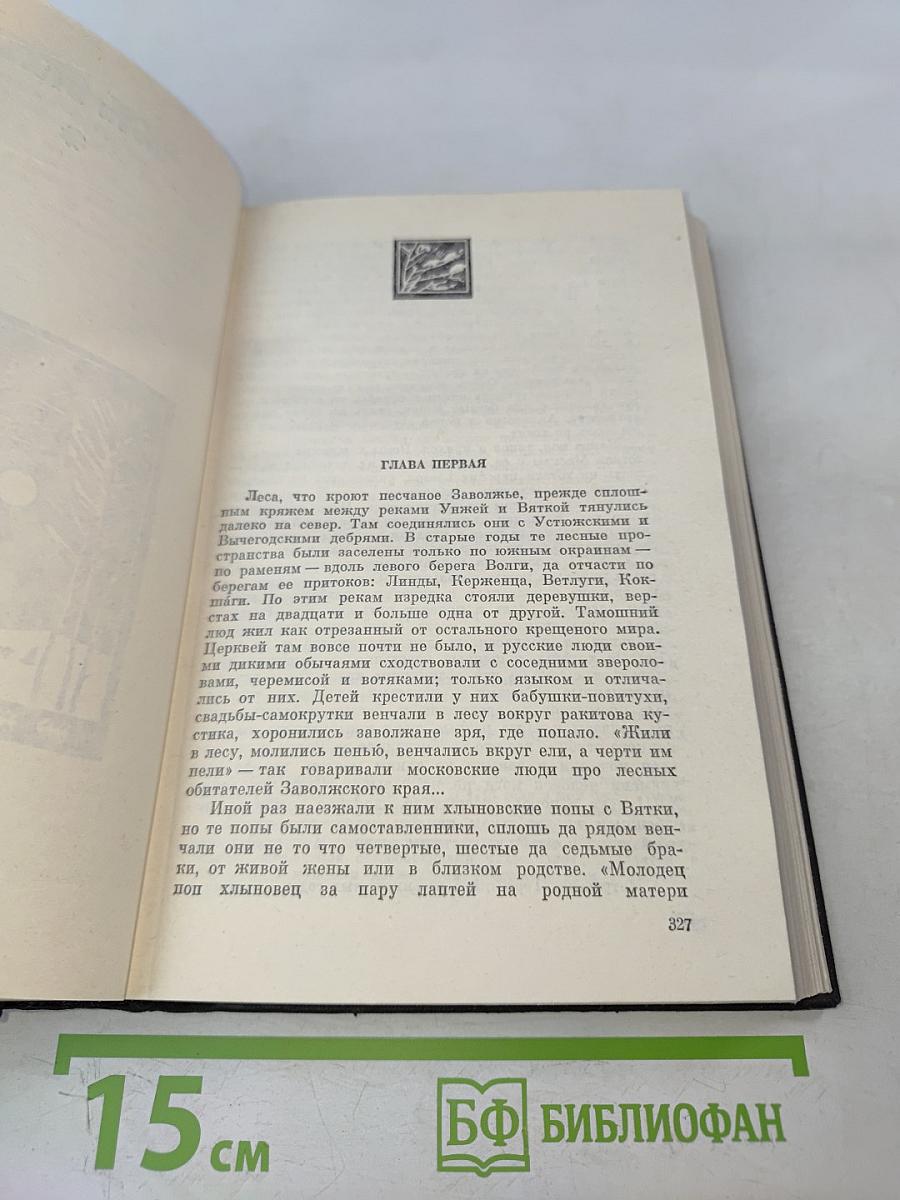 ГЛАВА ПЕРВАЯ
Леса, что кроют песчаное Заволжье, прежде сплош-
ным кряжем между реками Унжей и Вяткой тянулись
далеко на север. Там соединялись они с Устюжскими и
Вычегодскими дебрями. В старые годы те лесные про-
странства были заселены только по южным окраинам —
по раменям — вдоль левого берега Волги, да отчасти по
берегам ее притоков: Линды, Керженца, Ветлуги, Кок-
ша́ги. По этим рекам изредка стояли деревушки, вер-
стах на двадцати и больше одна от другой. Тамошний
люд жил как отрезанный от остального крещеного мира.
Церквей там вовсе почти не было, и русские люди свои-
ми дикими обычаями сходствовали с соседними зверо­ло-
вами, черемисой и вотяками; только языком и отлича-
лись от них. Детей крестили у них бабушки-повитухи,
свадьбы-самокрутки венчали в лесу вокруг ракитова ку-
стика, хоронились заволжане зря, где попало. «Жили
в лесу, молились пенью́, венчались вкруг ели, а черти им
пели» — так говаривали московские люди про лесных
обитателей Заволжского края...
Иной раз наезжали к ним хлыновские попы с Вятки,
но те попы были самоставленники, сплошь да рядом вен-
чали они не то что четвертые, шестые да седьмые бра-
ки, от живой жены или в близком родстве. «Молодец
поп хлыновец за пару лаптей на родной матери
327
15 см
БФ БИБЛИОФАН